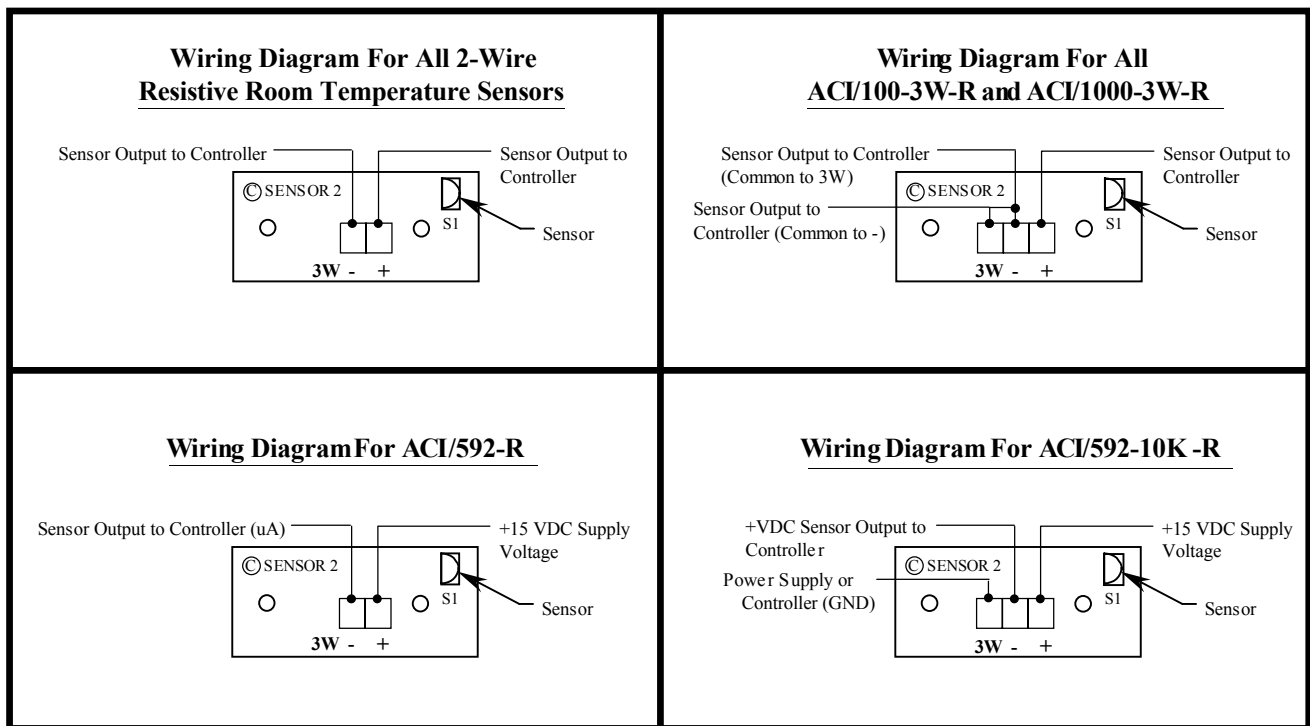 Wiring Diagram For All 2-Wire
Resistive Room Temperature Sensors
Sensor Output to Controller
Sensor Output to
Controller
© SENSOR 2
S1
Sensor
3W - +
Wiring Diagram For All
ACI/100-3W-R and ACI/1000-3W-R
Sensor Output to Controller
(Common to 3W)
Sensor Output to
Controller
© SENSOR 2
Sensor Output to
Controller (Common to -)
S1
Sensor
3W - +
Wiring Diagram For ACI/592-R
Sensor Output to Controller (uA)
+15 VDC Supply
Voltage
© SENSOR 2
S1
Sensor
3W - +
Wiring Diagram For ACI/592-10K -R
+VDC Sensor Output to
Controller
+15 VDC Supply
Voltage
© SENSOR 2
Power Supply or
Controller (GND)
S1
Sensor
3W - +